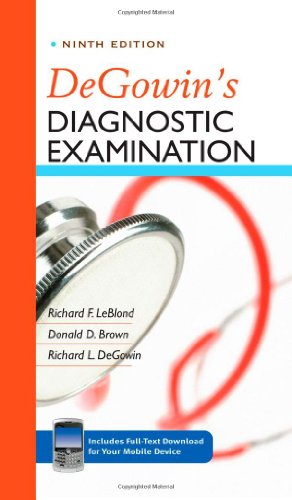 NINTH EDITION
DeGowin's
DIAGNOSTIC
EXAMINATION
Richard F. LeBlond
Donald D. Brown
Richard L. DeGowin
Includes Full-Text Download
for Your Mobile Device